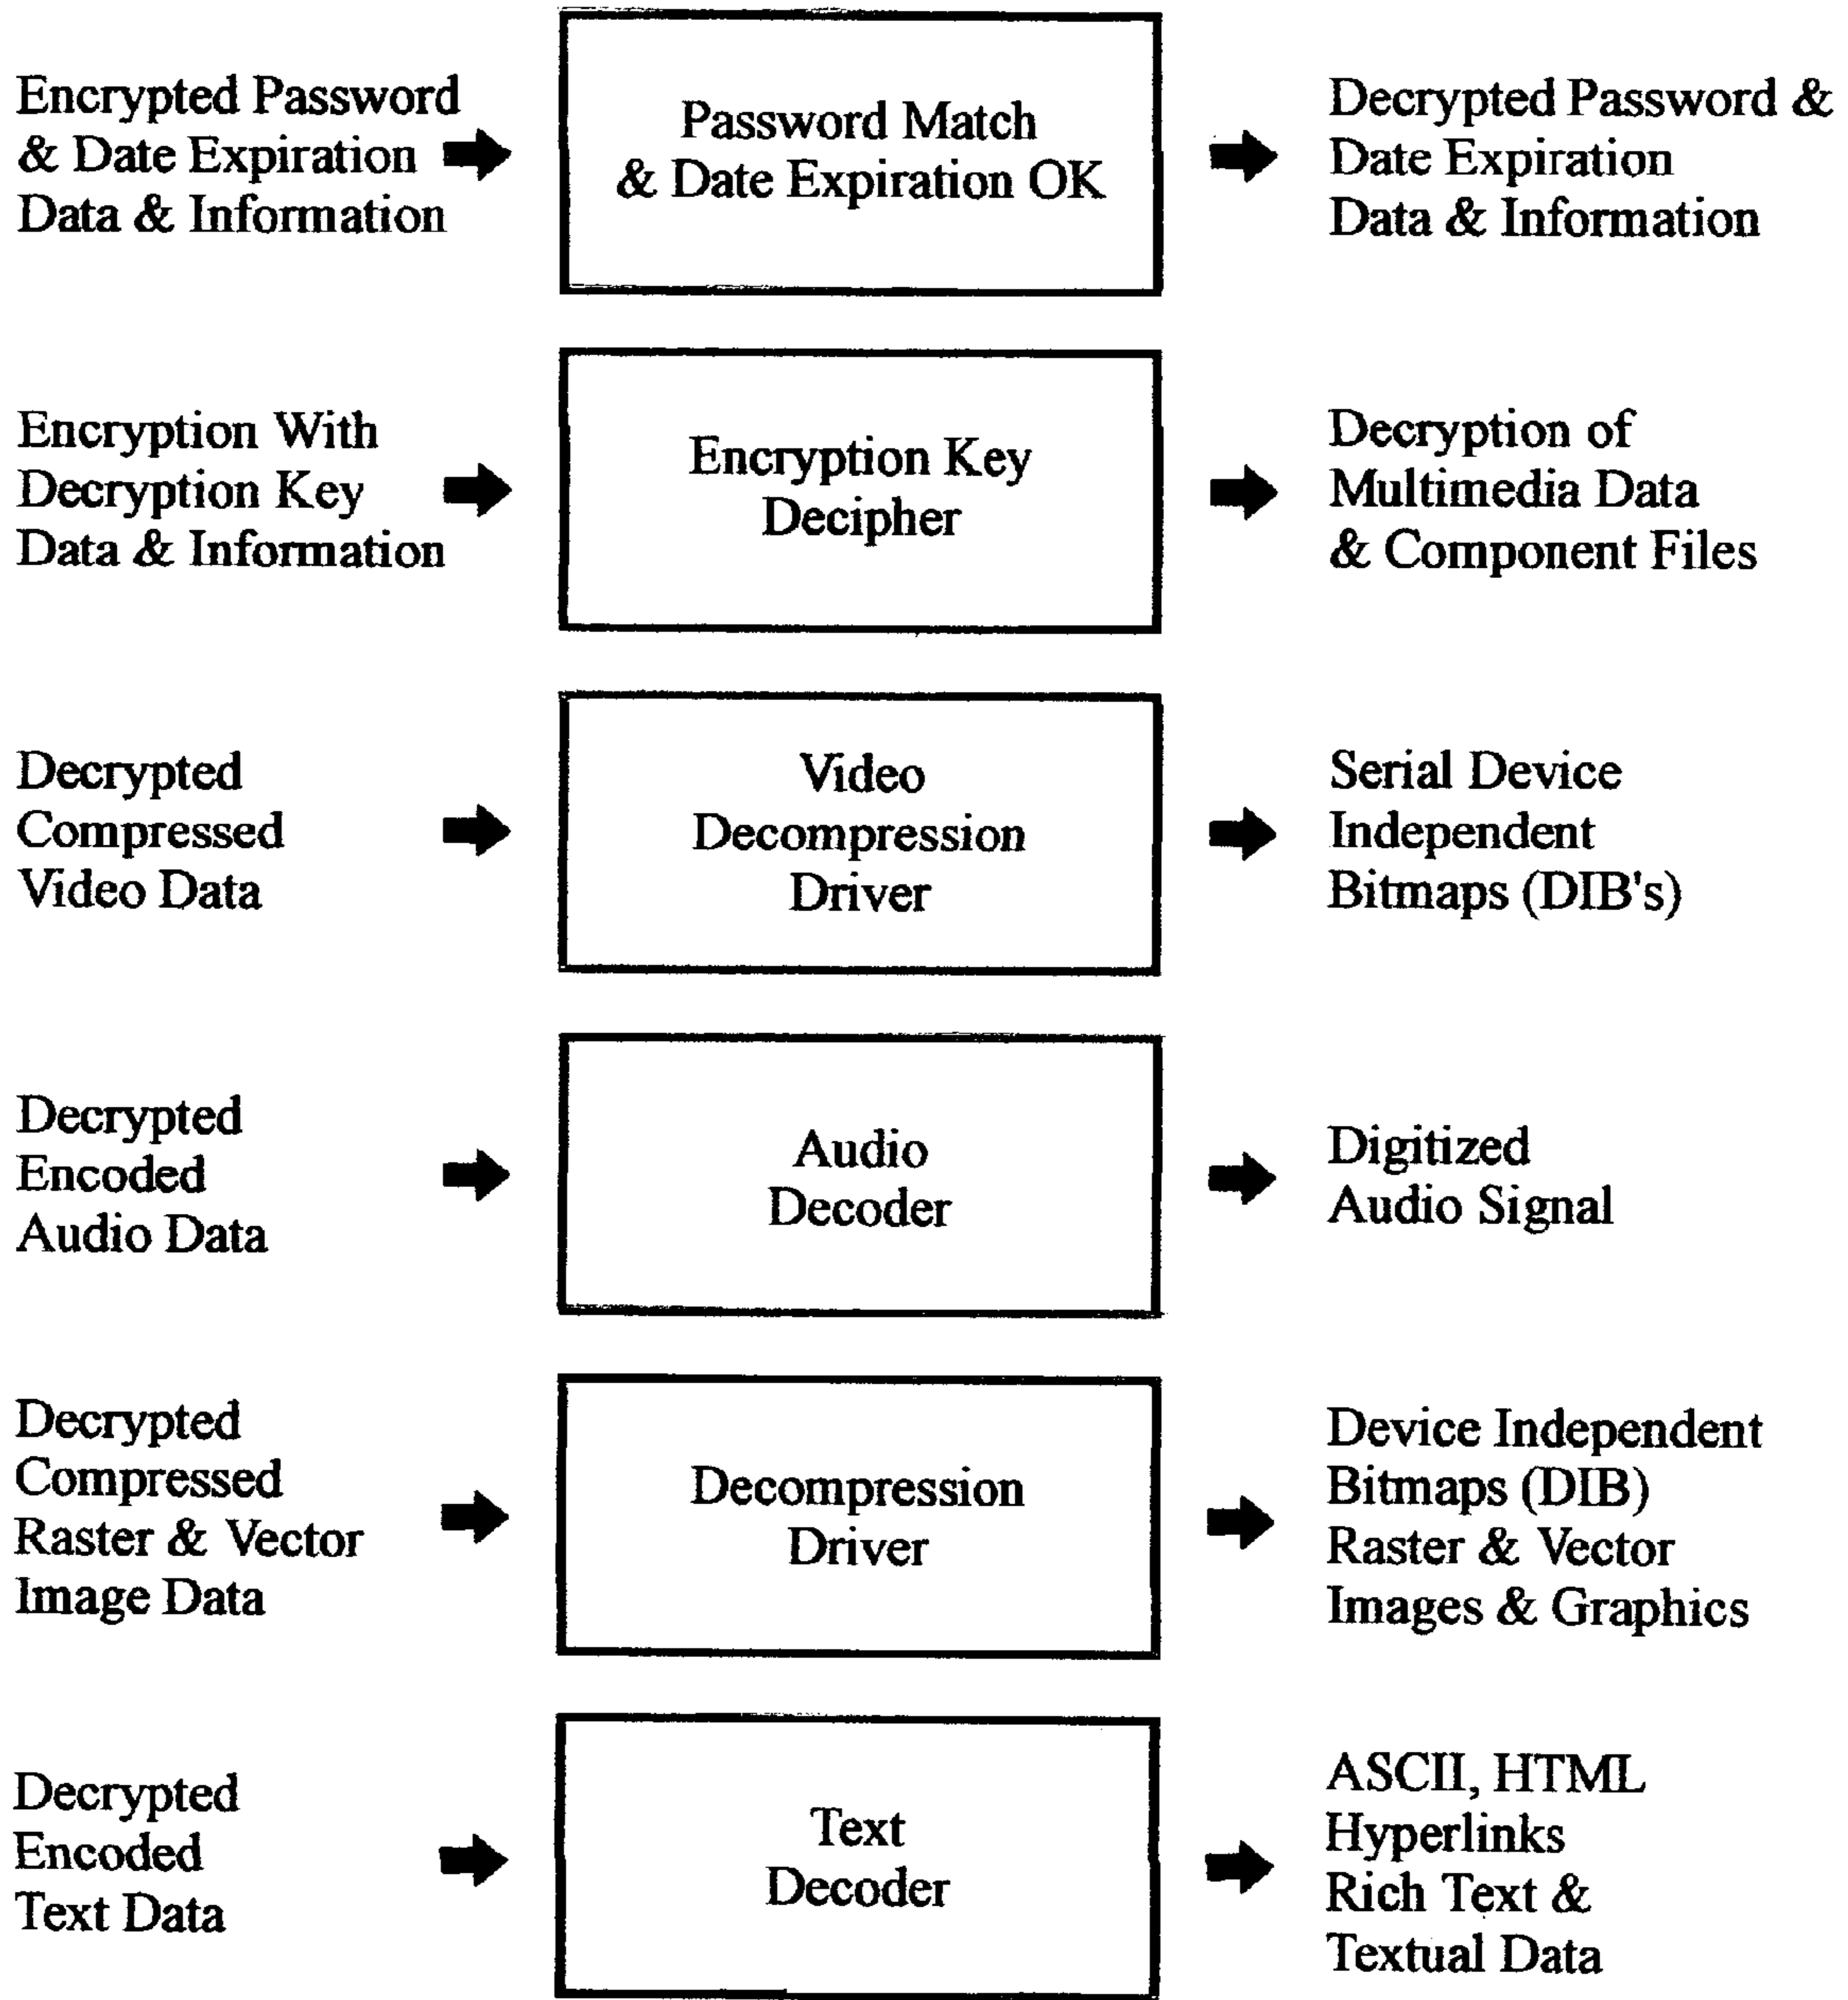 Encrypted Password
& Date Expiration
Data & Information
Password Match
& Date Expiration OK
Decrypted Password &
Date Expiration
Data & Information
Encryption With
Decryption Key
Data & Information
Encryption Key
Decipher
Decryption of
Multimedia Data
& Component Files
Decrypted
Compressed
Video Data
Video
Decompression
Driver
Serial Device
Independent
Bitmaps (DIB's)
Decrypted
Encoded
Audio Data
Audio
Decoder
Digitized
Audio Signal
Decrypted
Compressed
Raster & Vector
Image Data
Decompression
Driver
Device Independent
Bitmaps (DIB)
Raster & Vector
Images & Graphics
Decrypted
Encoded
Text Data
Text
Decoder
ASCII, HTML
Hyperlinks
Rich Text &
Textual Data